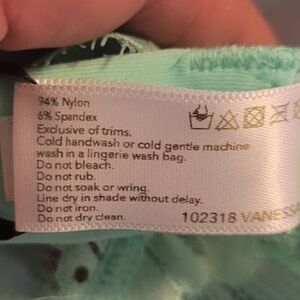 94% Nylon
6% Spandex
Exclusive of trims.
Cold handwash or cold gentle machine
wash in a lingerie wash bag.
Do not bleach.
Do not rub.
Do not soak or wring.
Line dry in shade without delay.
Do not iron.
Do not dry clean.
102318 VANESSA